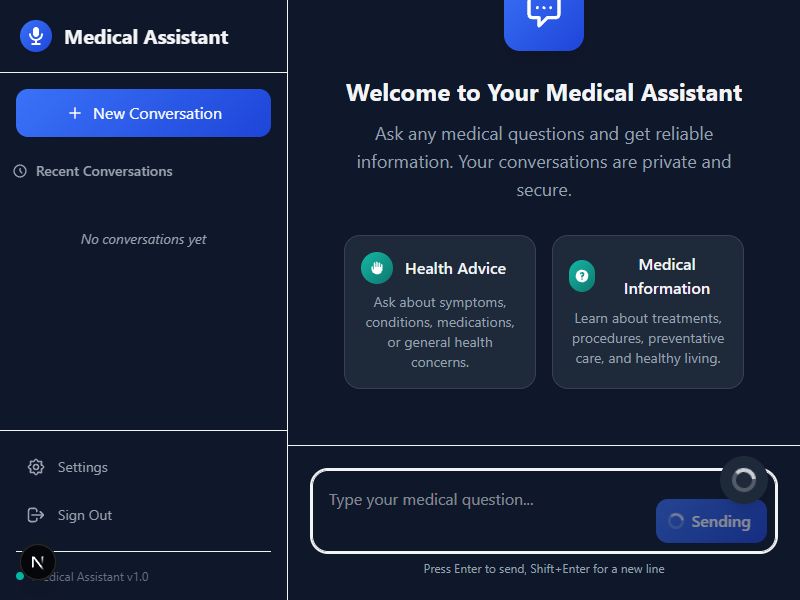 Medical Assistant
New Conversation
Recent Conversations
No conversations yet
Settings
Sign Out
N
Assistant v1.0
Welcome to Your Medical Assistant
Ask any medical questions and get reliable
information. Your conversations are private and
secure.
Health Advice
Ask about symptoms,
conditions, medications,
or general health
concerns.
Medical
Information
Learn about treatments,
procedures, preventative
care, and healthy living.
Type your medical question...
Sending
Press Enter to send, Shift+Enter for a new line